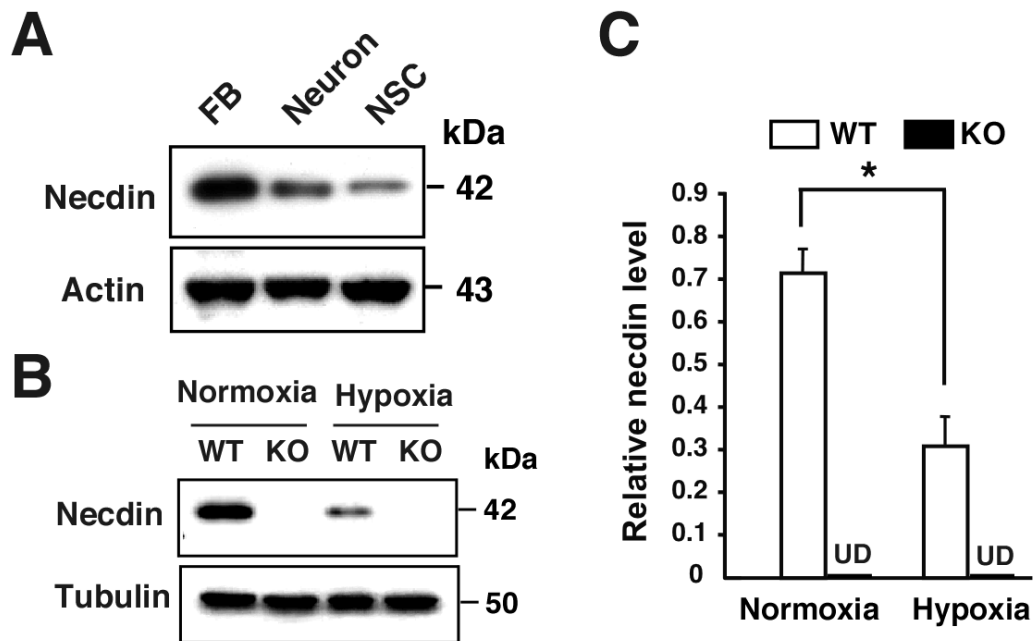 A
FB Neuron NSC
kDa
Necdin 42
Actin 43
B
Normoxia Hypoxia
WT KO WT KO kDa
Necdin 42
Tubulin 50
C
WT KO
*
Relative necdin level
0.9
0.8
0.7
0.6
0.5
0.4
0.3
0.2
0.1
0
UD UD
Normoxia Hypoxia